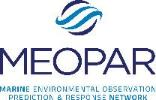 MEOPAR
MARINE ENVIRONMENTAL OBSERVATION
PREDICTION & RESPONSE NETWORK